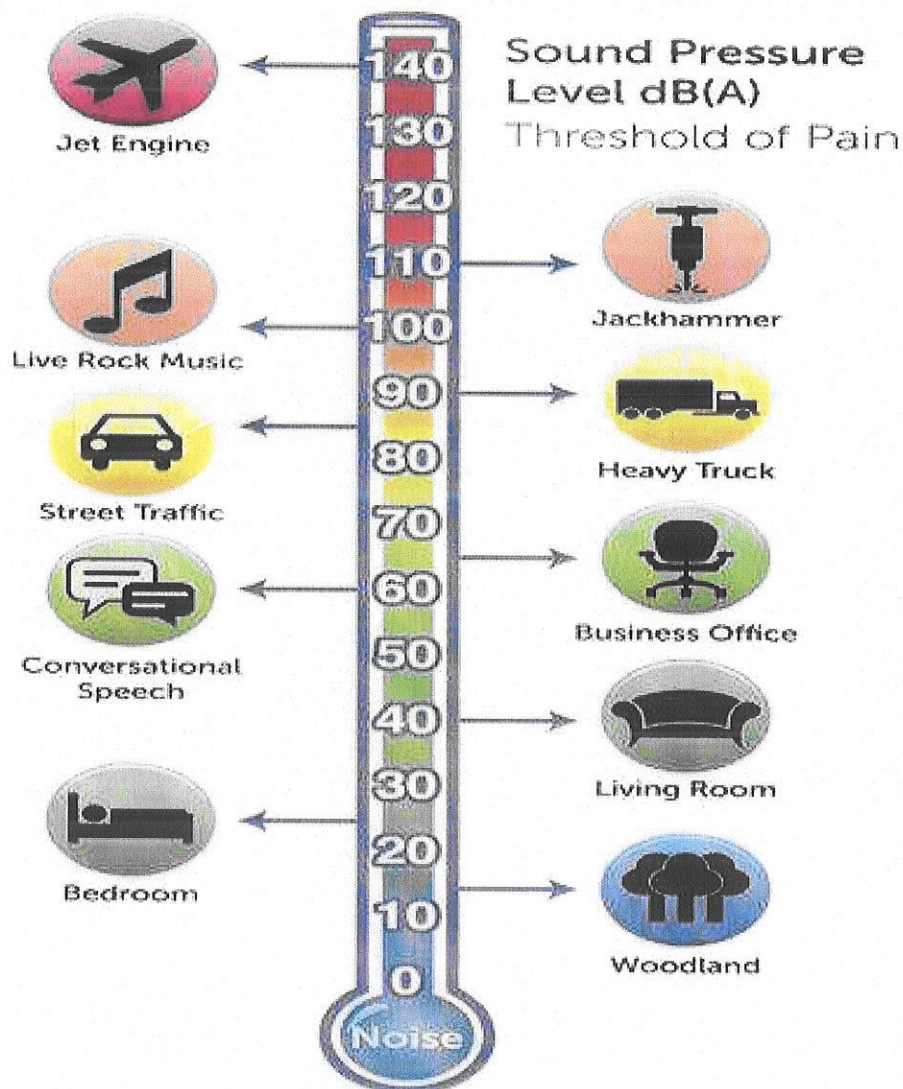 Sound Pressure
Level dB(A)
Threshold of Pain
140
Jet Engine
130
120
110
Jackhammer
100
Live Rock Music
90
Heavy Truck
80
Street Traffic
70
Business Office
60
Conversational
Speech
50
40
Living Room
30
Bedroom
20
10
Woodland
0
Noise